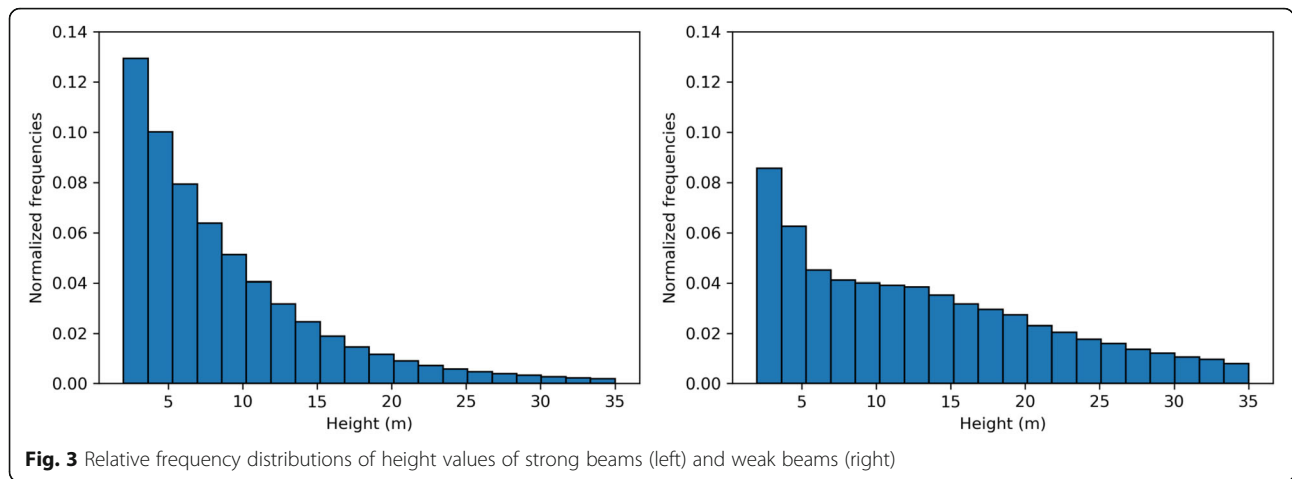 0.14
0.12
0.10
0.08
0.06
0.04
0.02
0.00
Normalized frequencies
5 10 15 20 25 30 35
Height (m)
0.14
0.12
0.10
0.08
0.06
0.04
0.02
0.00
Normalized frequencies
5 10 15 20 25 30 35
Height (m)
Fig. 3 Relative frequency distributions of height values of strong beams (left) and weak beams (right)